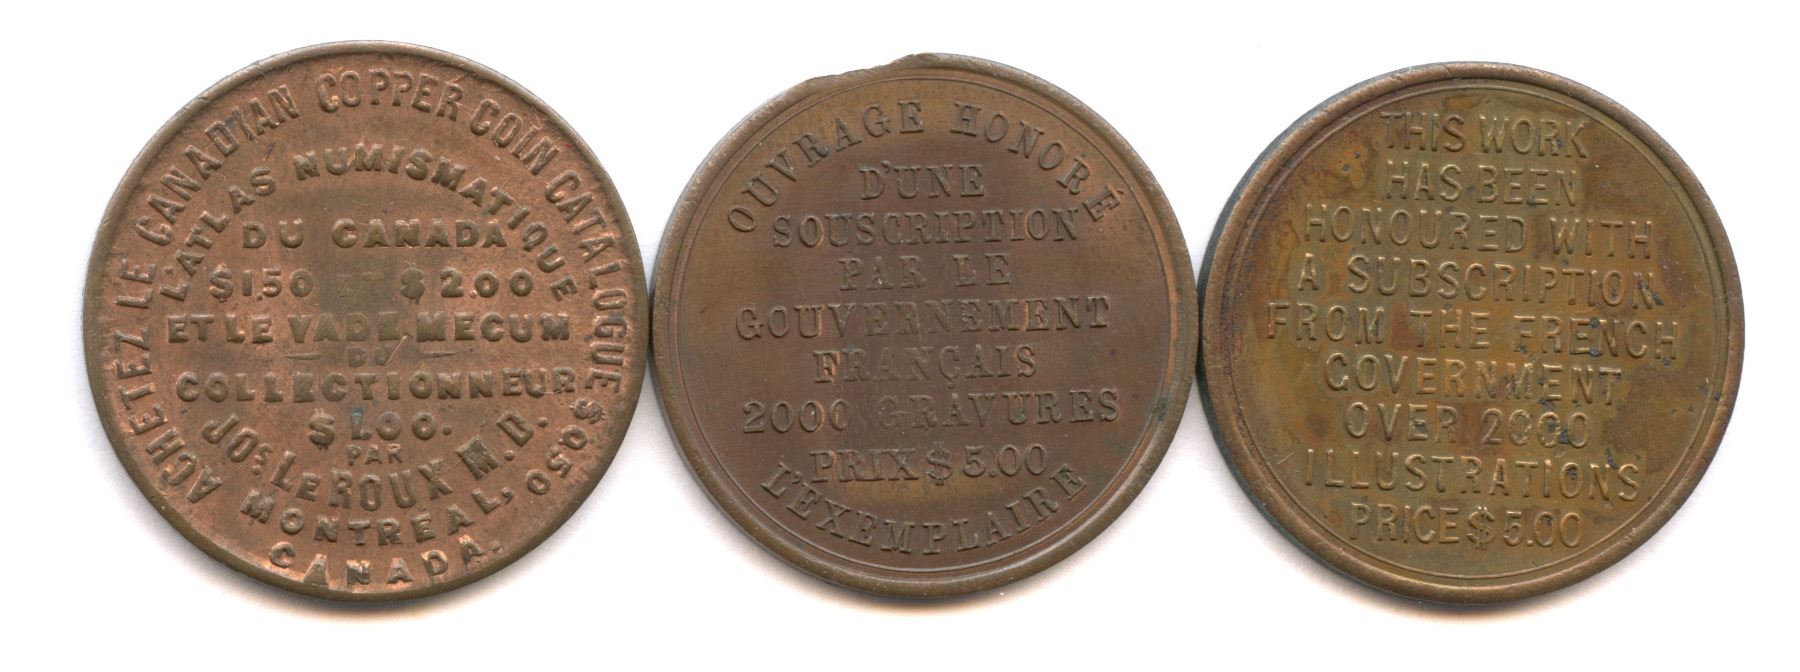 ACHETEZ LE CANADIAN COPPER COIN CATALOGUE $0.50
L'ATLAS NUMISMATIQUE
DU CANADA
$1.50 ET $2.00
ET LE VADE MECUM
DU
COLLECTIONNEUR
$1.00.
PAR
JOS LEROUX M.D.
MONTREAL,
CANADA.
OUVRAGE HONORÉ
D'UNE
SOUSCRIPTION
PAR LE
GOUVERNEMENT
FRANÇAIS
2000 GRAVURES
PRIX $5.00
L'EXEMPLAIRE
THIS WORK
HAS BEEN
HONOURED WITH
A SUBSCRIPTION
FROM THE FRENCH
GOVERNMENT
OVER 2000
ILLUSTRATIONS
PRICE $5.00